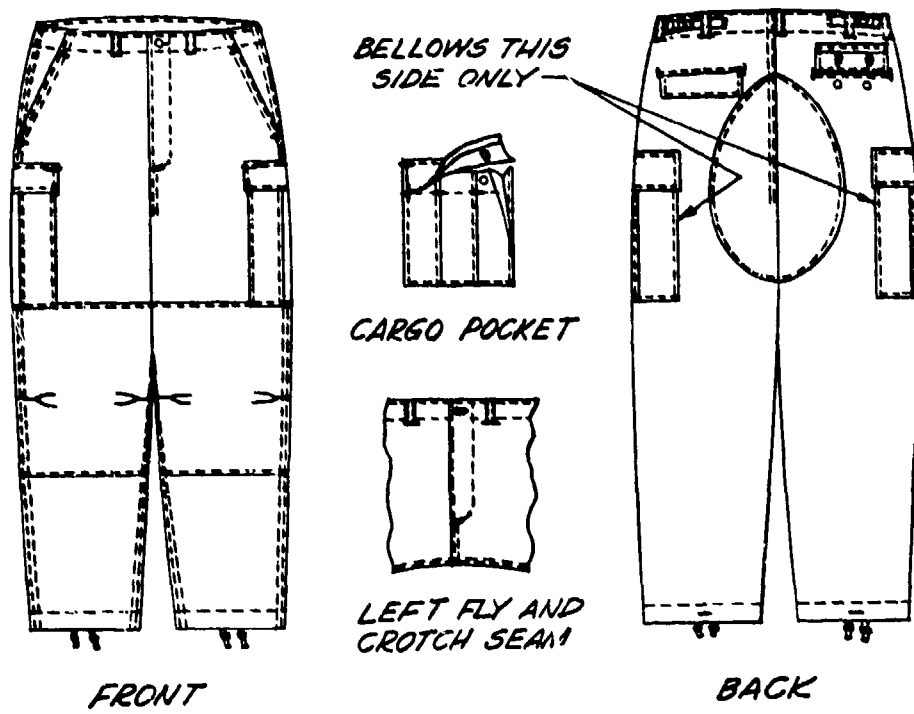 BELLOWS THIS
SIDE ONLY
CARGO POCKET
LEFT FLY AND
CROTCH SEAM
FRONT
BACK